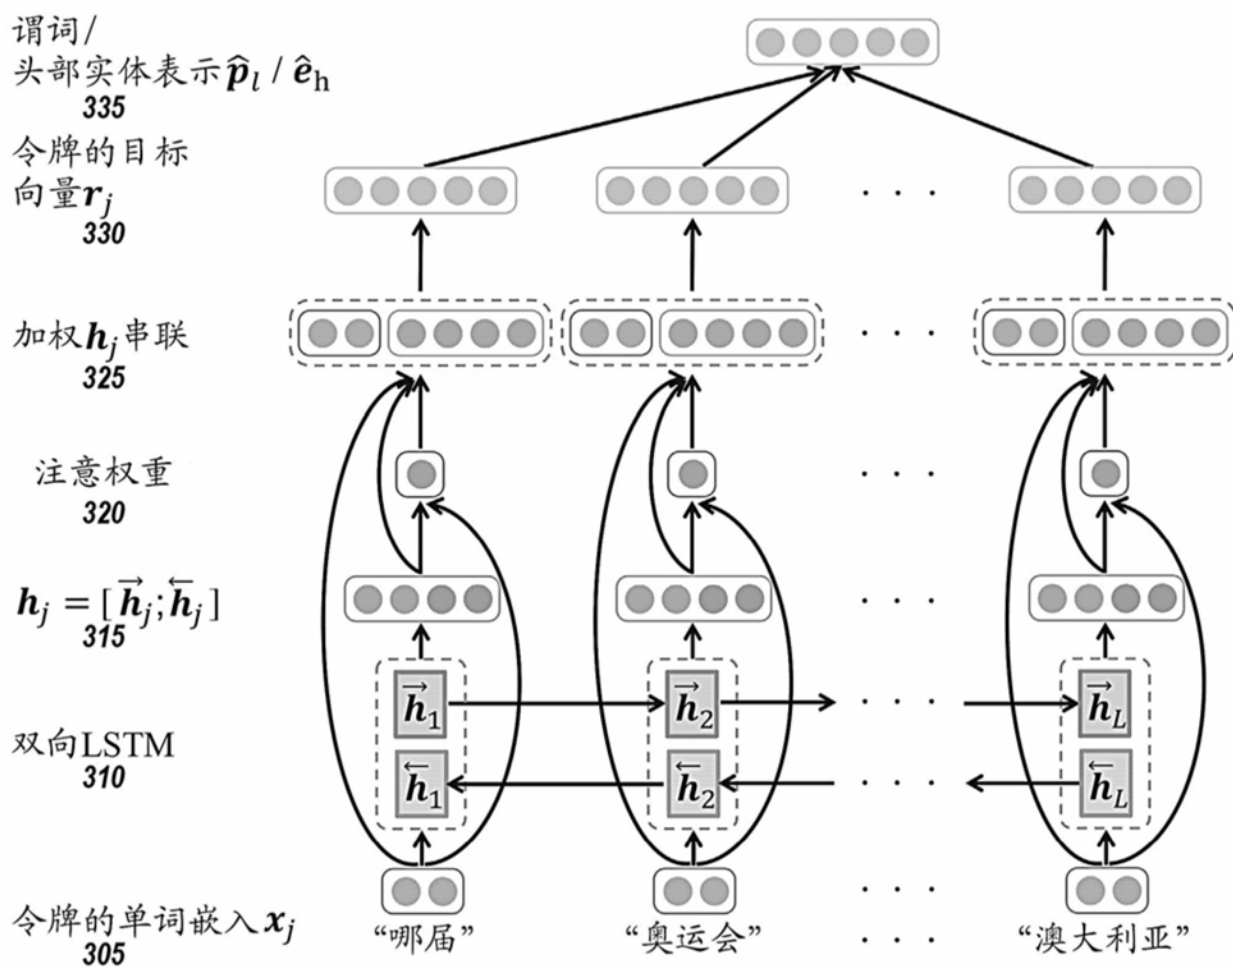 谓词/
头部实体表示 p̂_l / ê_h
335
令牌的目标
向量 r_j
330
加权 h_j 串联
325
注意权重
320
h_j = [h→_j; h←_j]
315
h→_1 h→_2 h→_L
双向LSTM
310
h←_1 h←_2 h←_L
令牌的单词嵌入 x_j
305
“哪届” “奥运会” “澳大利亚”